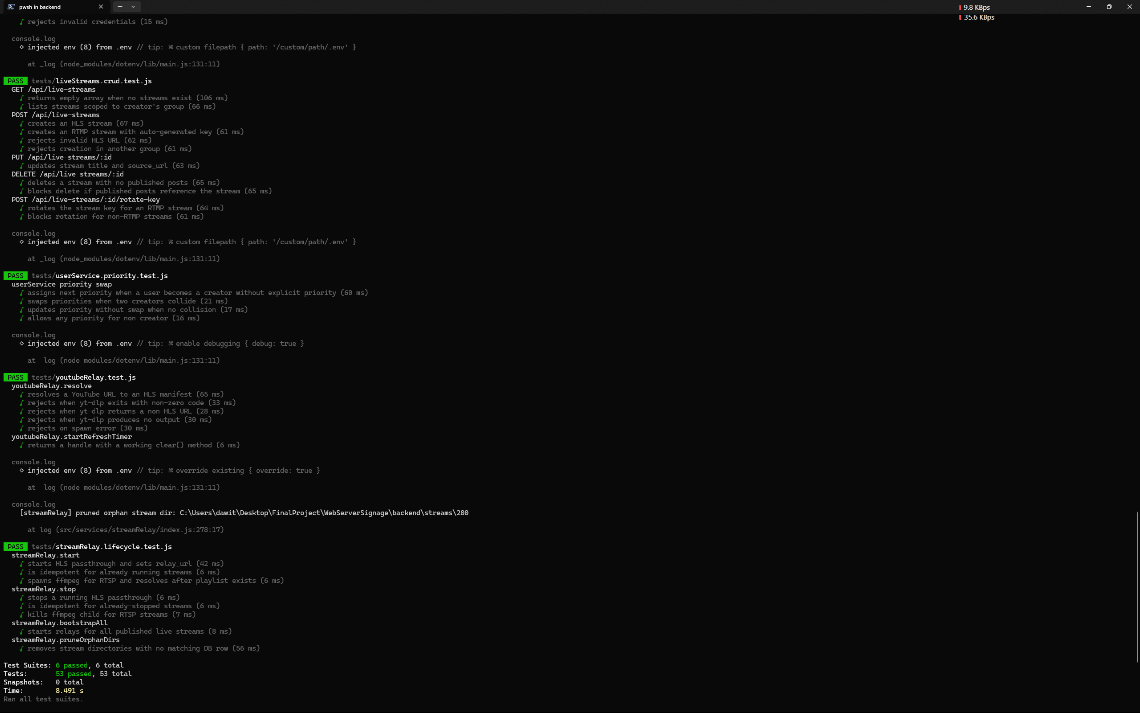 pwsh in backend
9.8 KBps
35.6 KBps
√ rejects invalid credentials (15 ms)
console.log
◇ injected env (8) from .env // tip: ⌘ custom filepath { path: '/custom/path/.env' }
at _log (node_modules/dotenv/lib/main.js:131:11)
PASS tests/liveStreams.crud.test.js
GET /api/live-streams
√ returns empty array when no streams exist (106 ms)
√ lists streams scoped to creator's group (66 ms)
POST /api/live-streams
√ creates an HLS stream (67 ms)
√ creates an RTMP stream with auto-generated key (61 ms)
√ rejects invalid HLS URL (62 ms)
√ rejects creation in another group (61 ms)
PUT /api/live-streams/:id
√ updates stream title and source_url (63 ms)
DELETE /api/live-streams/:id
√ deletes a stream with no published posts (65 ms)
√ blocks delete if published posts reference the stream (65 ms)
POST /api/live-streams/:id/rotate-key
√ rotates the stream key for an RTMP stream (64 ms)
√ blocks rotation for non-RTMP streams (61 ms)
console.log
◇ injected env (8) from .env // tip: ⌘ custom filepath { path: '/custom/path/.env' }
at _log (node_modules/dotenv/lib/main.js:131:11)
PASS tests/userService.priority.test.js
userService priority swap
√ assigns next priority when a user becomes a creator without explicit priority (60 ms)
√ swaps priorities when two creators collide (21 ms)
√ updates priority without swap when no collision (17 ms)
√ allows any priority for non creator (16 ms)
console.log
◇ injected env (8) from .env // tip: ⌘ enable debugging { debug: true }
at _log (node_modules/dotenv/lib/main.js:131:11)
PASS tests/youtubeRelay.test.js
youtubeRelay.resolve
√ resolves a YouTube URL to an HLS manifest (65 ms)
√ rejects when yt-dlp exits with non-zero code (33 ms)
√ rejects when yt-dlp returns a non HLS URL (28 ms)
√ rejects when yt-dlp produces no output (30 ms)
√ rejects on spawn error (30 ms)
youtubeRelay.startRefreshTimer
√ returns a handle with a working clear() method (6 ms)
console.log
◇ injected env (8) from .env // tip: ⌘ override existing { override: true }
at _log (node_modules/dotenv/lib/main.js:131:11)
console.log
[streamRelay] pruned orphan stream dir: C:\Users\dawit\Desktop\FinalProject\WebServerSignage\backend\streams\200
at log (src/services/streamRelay/index.js:278:17)
PASS tests/streamRelay.lifecycle.test.js
streamRelay.start
√ starts HLS passthrough and sets relay_url (42 ms)
√ is idempotent for already running streams (6 ms)
√ spawns ffmpeg for RTSP and resolves after playlist exists (6 ms)
streamRelay.stop
√ stops a running HLS passthrough (6 ms)
√ is idempotent for already stopped streams (6 ms)
√ kills ffmpeg child for RTSP streams (7 ms)
streamRelay.bootstrapAll
√ starts relays for all published live streams (8 ms)
streamRelay.pruneOrphanDirs
√ removes stream directories with no matching DB row (56 ms)
Test Suites: 6 passed, 6 total
Tests: 53 passed, 53 total
Snapshots: 0 total
Time: 8.491 s
Ran all test suites.